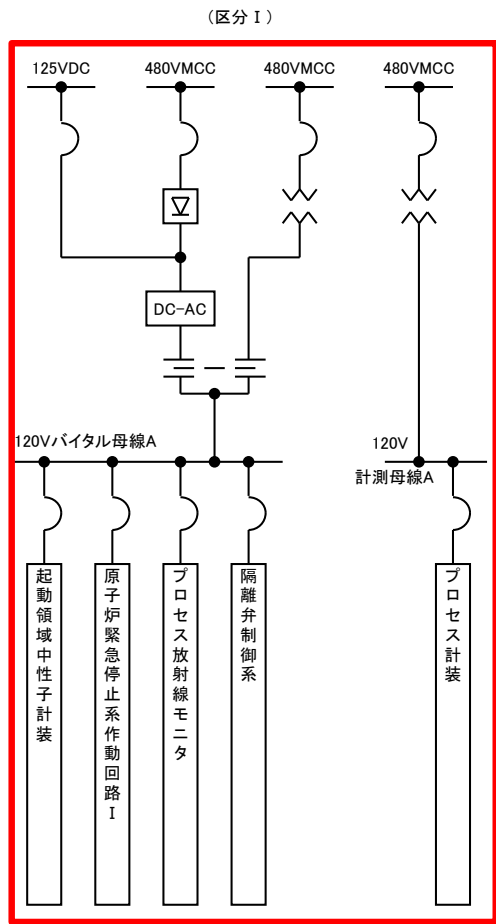 (区分Ⅰ)
125VDC
480VMCC
480VMCC
480VMCC
DC-AC
120Vバイタル母線A
120V
計測母線A
起動領域中性子計装
原子炉緊急停止系作動回路Ⅰ
プロセス放射線モニタ
隔離弁制御系
プロセス計装